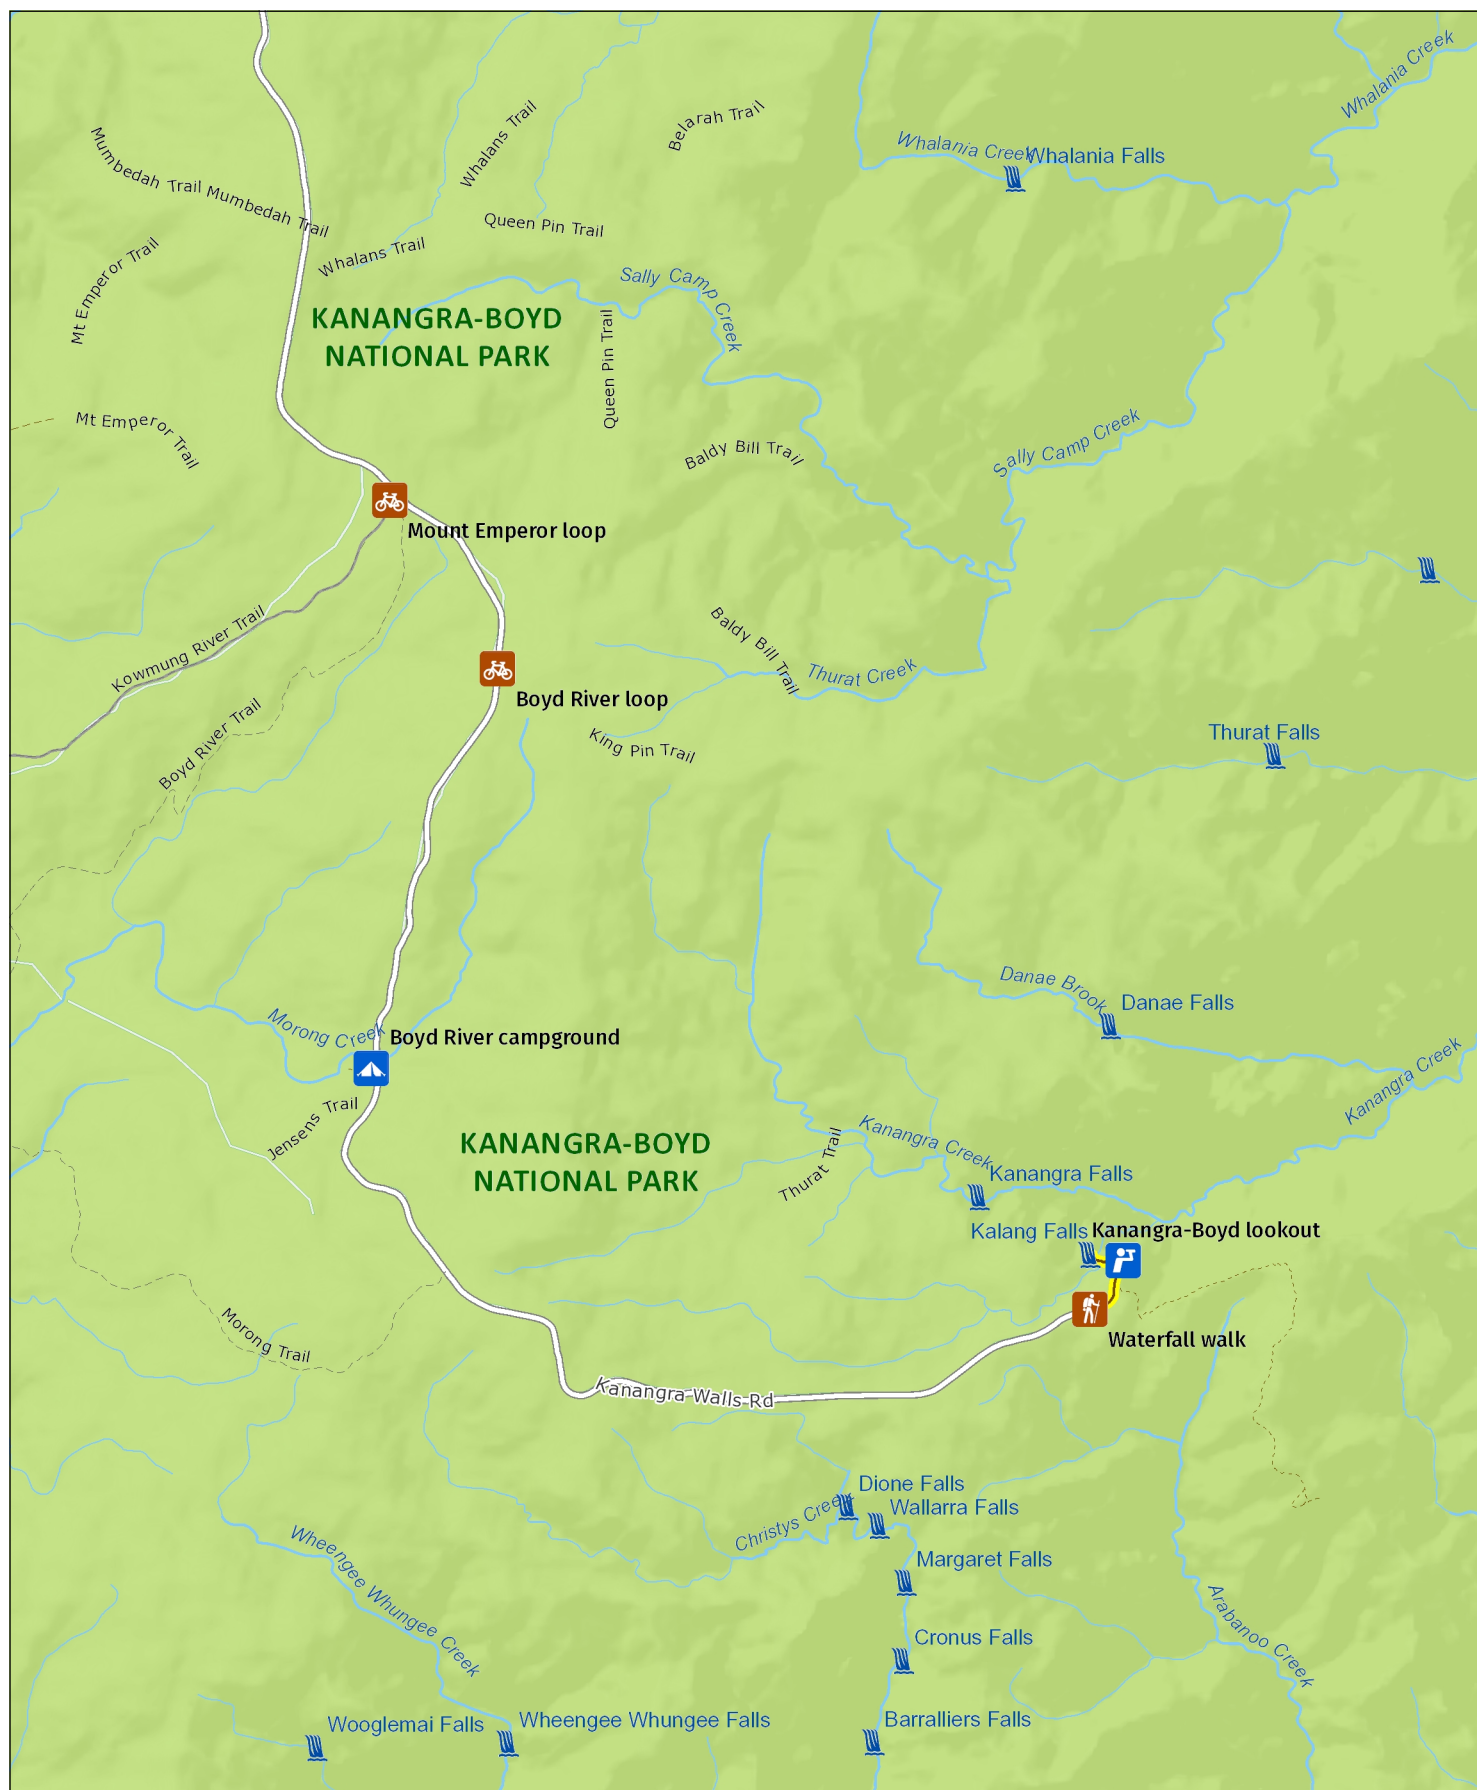 Whalania Creek
Belarah Trail
Whalans Trail
Mumbedah Trail
Mumbedah Trail
Whalania Creek
Whalania Falls
Queen Pin Trail
Whalans Trail
Mt Emperor Trail
Sally Camp Creek
KANANGRA-BOYD
NATIONAL PARK
Queen Pin Trail
Mt Emperor Trail
Baldy Bill Trail
Sally Camp Creek
Mount Emperor loop
Kowmung River Trail
Baldy Bill Trail
Thurat Creek
Boyd River loop
Boyd River Trail
King Pin Trail
Thurat Falls
Danae Brook
Danae Falls
Morong Creek
Boyd River campground
Kanangra Creek
Jensens Trail
KANANGRA-BOYD
NATIONAL PARK
Thurat Trail
Kanangra Creek
Kanangra Falls
Kalang Falls
Kanangra-Boyd lookout
Morong Trail
Waterfall walk
Kanangra Walls Rd
Dione Falls
Christys Creek
Wallarra Falls
Margaret Falls
Wheengee Whungee Creek
Arabanoo Creek
Cronus Falls
Wooglemai Falls
Wheengee Whungee Falls
Barralliers Falls